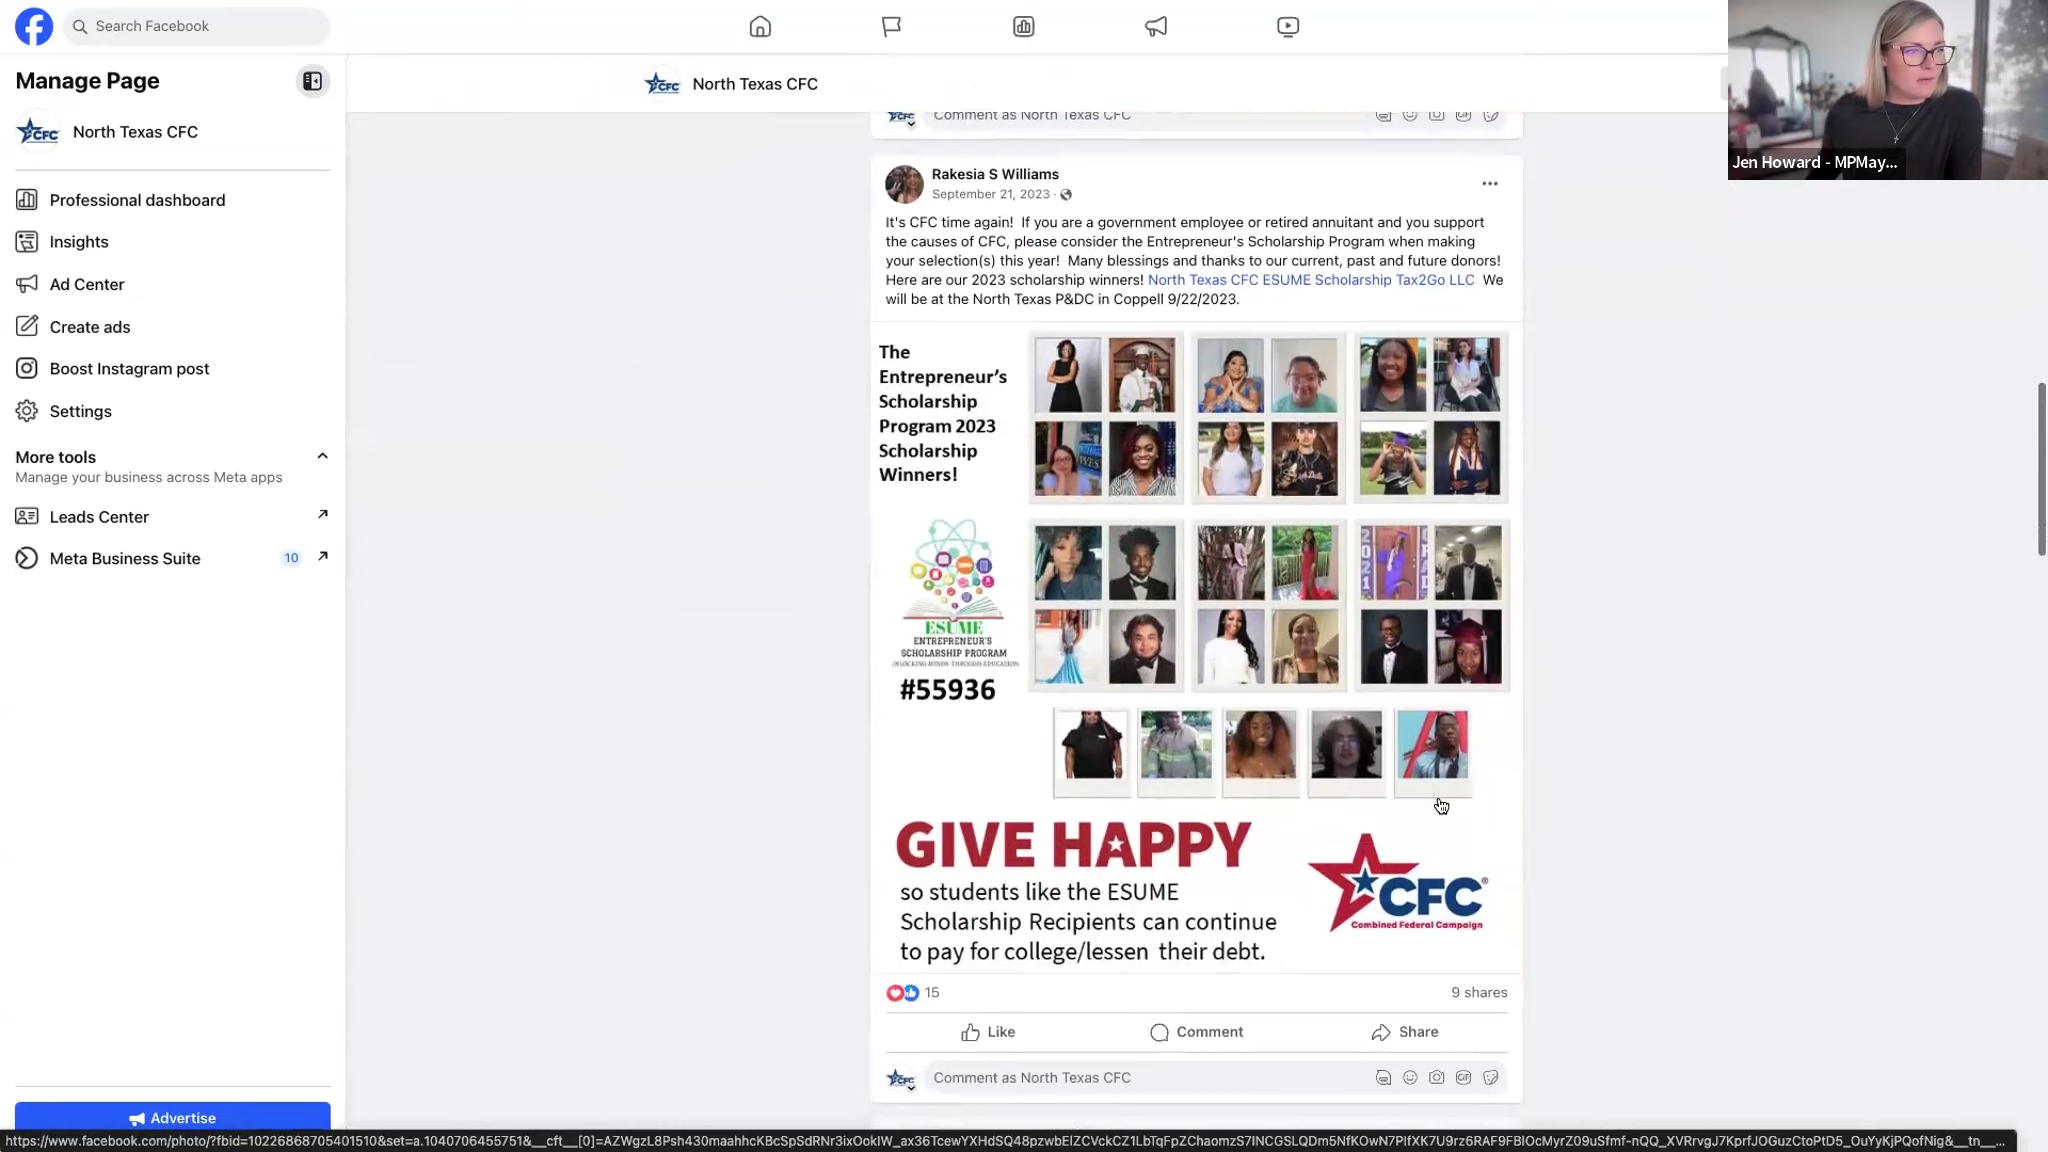 Search Facebook
Manage Page
North Texas CFC
Professional dashboard
Insights
Ad Center
Create ads
Boost Instagram post
Settings
More tools
Manage your business across Meta apps
Leads Center
Meta Business Suite
10
Advertise
North Texas CFC
Comment as North Texas CFC
Rakesia S Williams
September 21, 2023
It's CFC time again! If you are a government employee or retired annuitant and you support
the causes of CFC, please consider the Entrepreneur's Scholarship Program when making
your selection(s) this year! Many blessings and thanks to our current, past and future donors!
Here are our 2023 scholarship winners! North Texas CFC ESUME Scholarship Tax2Go LLC We
will be at the North Texas P&DC in Coppell 9/22/2023.
The
Entrepreneur's
Scholarship
Program 2023
Scholarship
Winners!
ESUME
ENTREPRENEUR'S
SCHOLARSHIP PROGRAM
UNLOCKING MINDS THROUGH EDUCATION
#55936
GIVE HAPPY
so students like the ESUME
Scholarship Recipients can continue
to pay for college/lessen their debt.
CFC®
Combined Federal Campaign
15
9 shares
Like
Comment
Share
Comment as North Texas CFC
Jen Howard - MPMay...